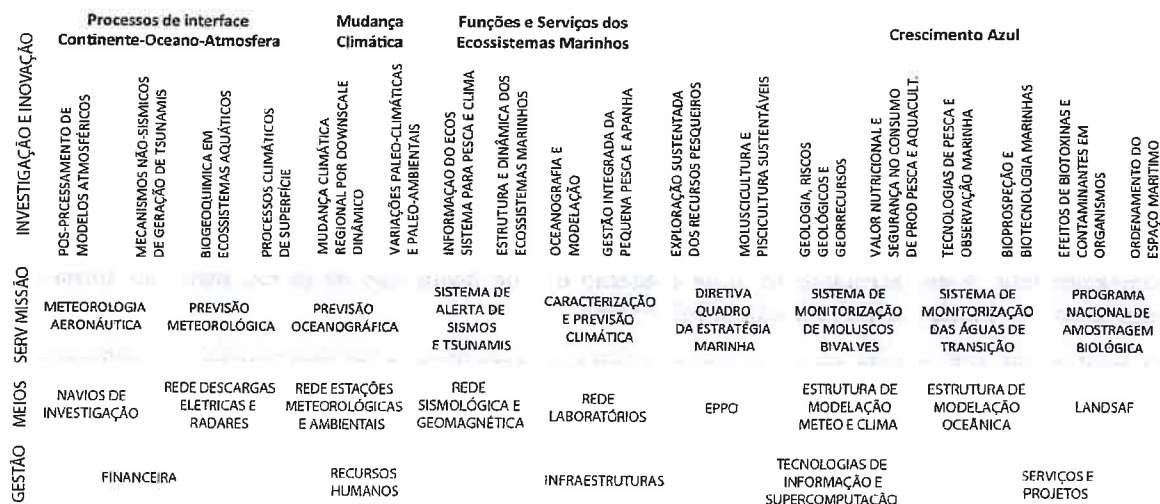 Processos de interface
Continente-Oceano-Atmosfera
Mudança
Climática
Funções e Serviços dos
Ecossistemas Marinhos
Crescimento Azul
INVESTIGAÇÃO E INOVAÇÃO
POS-PRCESSAMENTO DE
MODELOS ATMOSFÉRICOS
MECANISMOS NÃO-SISMICOS
DE GERAÇÃO DE TSUNAMIS
BIOGEOQUIMICA EM
ECOSSISTEMAS AQUÁTICOS
PROCESSOS CLIMÁTICOS
DE SUPERFÍCIE
MUDANÇA CLIMÁTICA
REGIONAL POR DOWNSCALE
DINÂMICO
VARIAÇÕES PALEO-CLIMÁTICAS
E PALEO-AMBIENTAIS
INFORMAÇAO DO ECOS
SISTEMA PARA PESCA E CLIMA
ESTRUTURA E DINÂMICA DOS
ECOSSISTEMAS MARINHOS
OCEANOGRAFIA E
MODELAÇÃO
GESTÃO INTEGRADA DA
PEQUENA PESCA E APANHA
EXPLORAÇÃO SUSTENTADA
DOS RECURSOS PESQUEIROS
MOLUSCICULTURA E
PISCICULTURA SUSTENTÁVEIS
GEOLOGIA, RISCOS
GEOLÓGICOS E
GEORRECURSOS
VALOR NUTRICIONAL E
SEGURANÇA NO CONSUMO
DE PROD PESCA E AQUACULT.
TECNOLOGIAS DE PESCA E
OBSERVAÇÃO MARINHA
BIOPROSPEÇÃO E
BIOTECNOLOGIA MARINHAS
EFEITOS DE BIOTOXINAS E
CONTAMINANTES EM
ORGANISMOS
ORDENAMENTO DO
ESPAÇO MARITIMO
SERV MISSÃO
METEOROLOGIA
AERONÁUTICA
PREVISÃO
METEOROLÓGICA
PREVISÃO
OCEANOGRÁFICA
SISTEMA DE
ALERTA DE
SISMOS
E TSUNAMIS
CARACTERIZAÇÃO
E PREVISÃO
CLIMÁTICA
DIRETIVA
QUADRO
DA ESTRATÉGIA
MARINHA
SISTEMA DE
MONITORIZAÇÃO
DE MOLUSCOS
BIVALVES
SISTEMA DE
MONITORIZAÇÃO
DAS ÁGUAS DE
TRANSIÇÃO
PROGRAMA
NACIONAL DE
AMOSTRAGEM
BIOLÓGICA
MEIOS
NAVIOS DE
INVESTIGAÇÃO
REDE DESCARGAS
ELETRICAS E
RADARES
REDE ESTAÇÕES
METEOROLÓGICAS
E AMBIENTAIS
REDE
SISMOLÓGICA E
GEOMAGNÉTICA
REDE
LABORATÓRIOS
EPPO
ESTRUTURA DE
MODELAÇÃO
METEO E CLIMA
ESTRUTURA DE
MODELAÇÃO
OCEÂNICA
LANDSAF
GESTÃO
FINANCEIRA
RECURSOS
HUMANOS
INFRAESTRUTURAS
TECNOLOGIAS DE
INFORMAÇÃO E
SUPERCOMPUTAÇÃO
SERVIÇOS E
PROJETOS